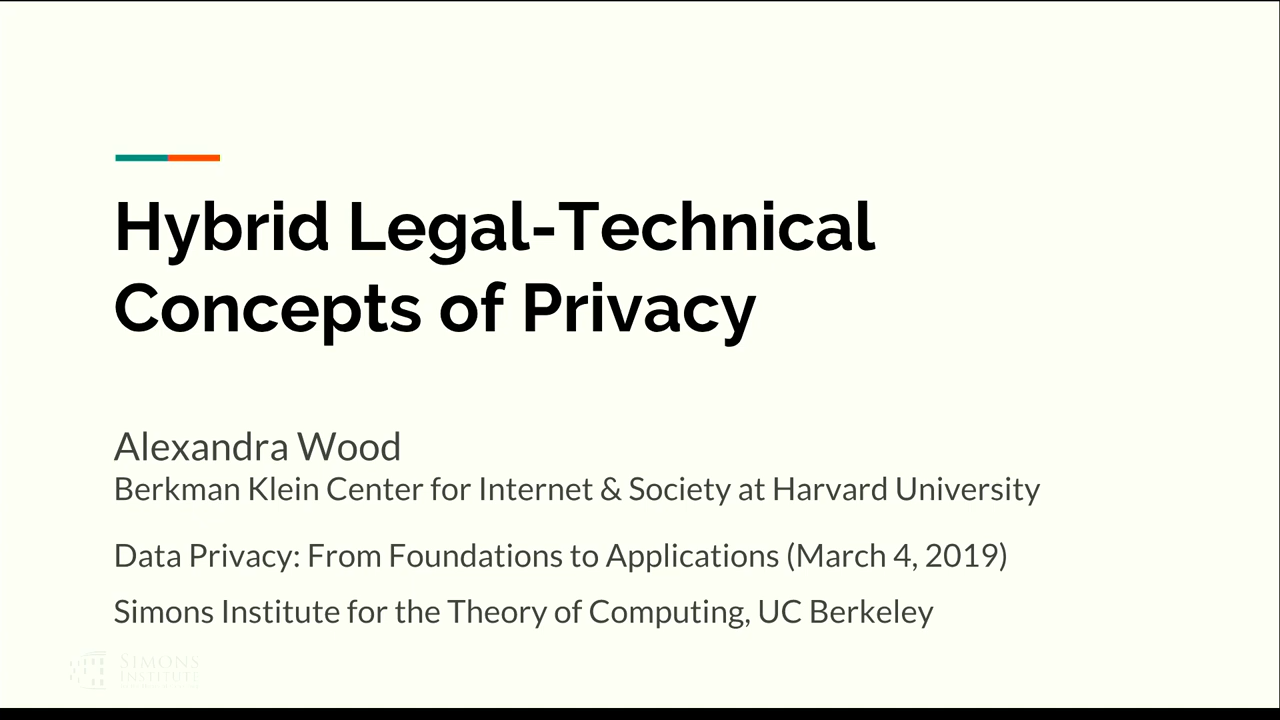 Hybrid Legal-Technical
Concepts of Privacy
Alexandra Wood
Berkman Klein Center for Internet & Society at Harvard University
Data Privacy: From Foundations to Applications (March 4, 2019)
Simons Institute for the Theory of Computing, UC Berkeley
SIMONS
INSTITUTE